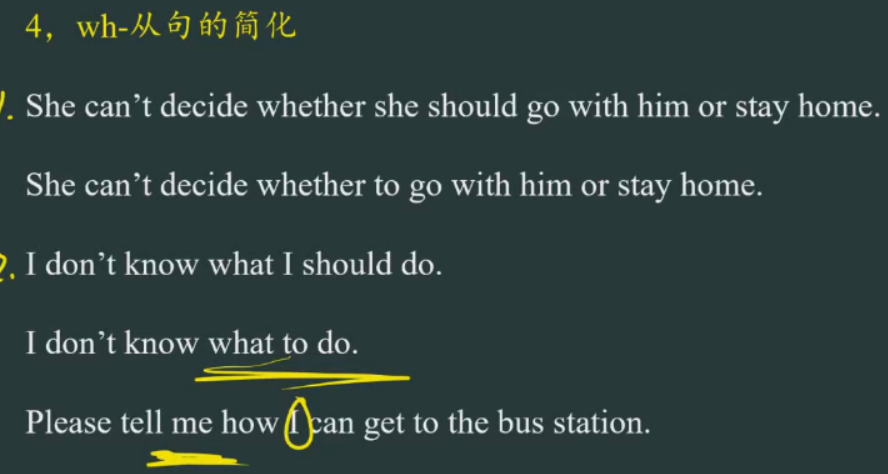 4，wh-从句的简化
1. She can’t decide whether she should go with him or stay home.
She can’t decide whether to go with him or stay home.
2. I don’t know what I should do.
I don’t know what to do.
Please tell me how I can get to the bus station.